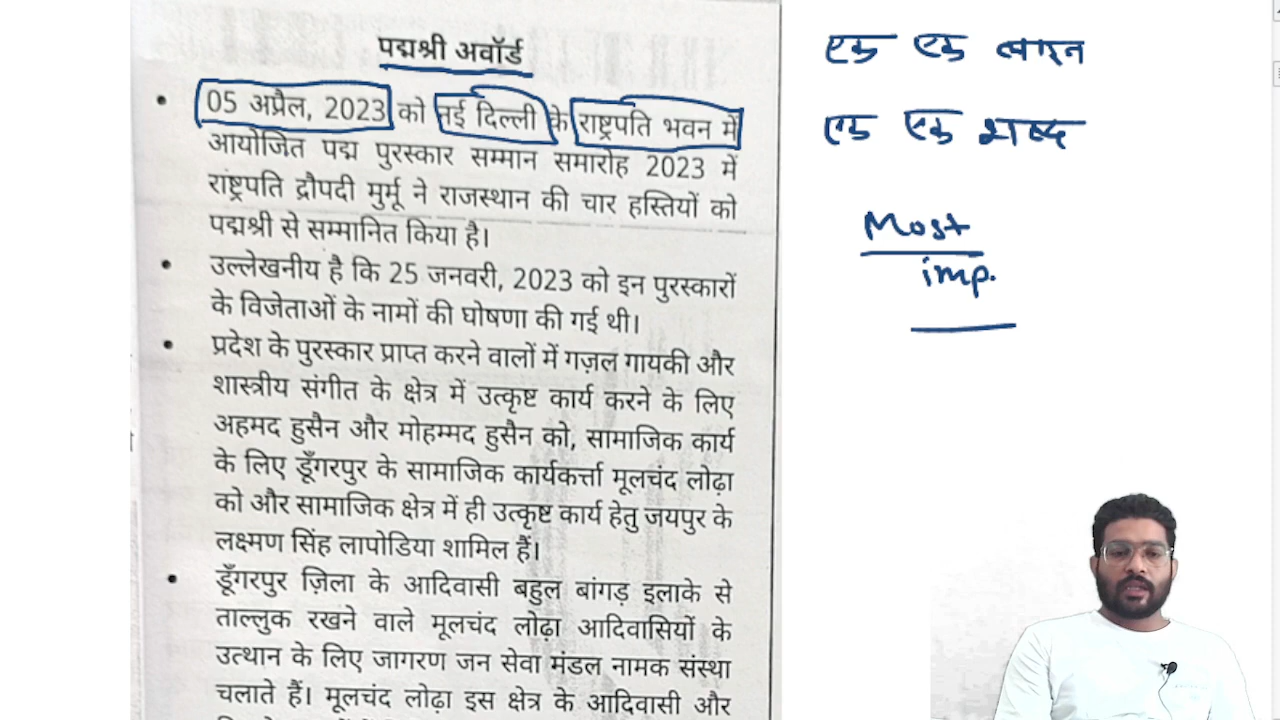 पद्मश्री अवॉर्ड
• 05 अप्रैल, 2023 को नई दिल्ली के राष्ट्रपति भवन में
आयोजित पद्म पुरस्कार सम्मान समारोह 2023 में
राष्ट्रपति द्रौपदी मुर्मू ने राजस्थान की चार हस्तियों को
पद्मश्री से सम्मानित किया है।
• उल्लेखनीय है कि 25 जनवरी, 2023 को इन पुरस्कारों
के विजेताओं के नामों की घोषणा की गई थी।
• प्रदेश के पुरस्कार प्राप्त करने वालों में गज़ल गायकी और
शास्त्रीय संगीत के क्षेत्र में उत्कृष्ट कार्य करने के लिए
अहमद हुसैन और मोहम्मद हुसैन को, सामाजिक कार्य
के लिए डूँगरपुर के सामाजिक कार्यकर्त्ता मूलचंद लोढ़ा
को और सामाजिक क्षेत्र में ही उत्कृष्ट कार्य हेतु जयपुर के
लक्ष्मण सिंह लापोडिया शामिल हैं।
• डूँगरपुर ज़िला के आदिवासी बहुल बांगड़ इलाके से
ताल्लुक रखने वाले मूलचंद लोढ़ा आदिवासियों के
उत्थान के लिए जागरण जन सेवा मंडल नामक संस्था
चलाते हैं। मूलचंद लोढ़ा इस क्षेत्र के आदिवासी और
एक एक लाइन
एक एक शब्द
Most
imp.